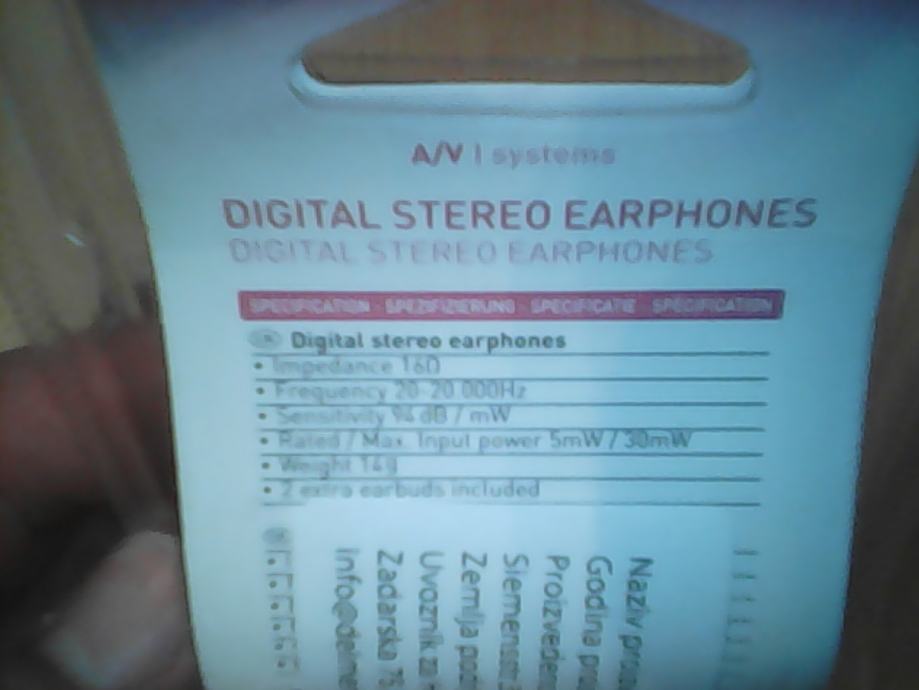 A/V | systems
DIGITAL STEREO EARPHONES
DIGITAL STEREO EARPHONES
SPECIFICATION SPEZIFIZIERUNG SPECIFICATIE SPECIFICATION
Digital stereo earphones
• Impedance 16Ω
• Frequency 20-20.000Hz
• Sensitivity 94 dB / mW
• Rated / Max. Input power 5mW / 30mW
• Weight 14g
• 2 extra earbuds included
Naziv
Godina
Siemensstr
Zemlja
Uvoznik za
Zadarska